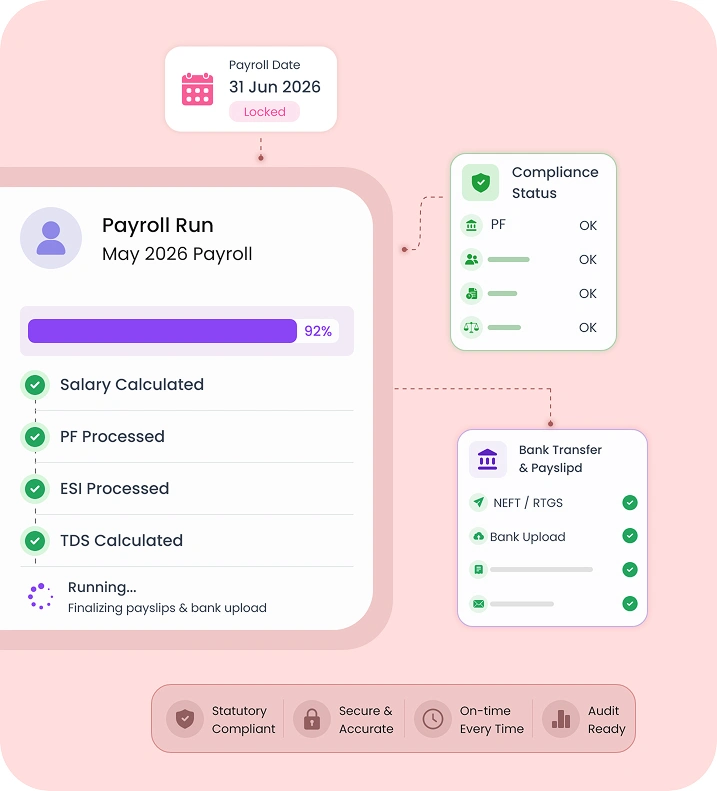 Payroll Date
31 Jun 2026
Locked
Compliance
Status
PF OK
OK
OK
OK
Payroll Run
May 2026 Payroll
92%
Salary Calculated
PF Processed
ESI Processed
TDS Calculated
Running...
Finalizing payslips & bank upload
Bank Transfer
& Payslipd
NEFT / RTGS
Bank Upload
Statutory
Compliant
Secure &
Accurate
On-time
Every Time
Audit
Ready